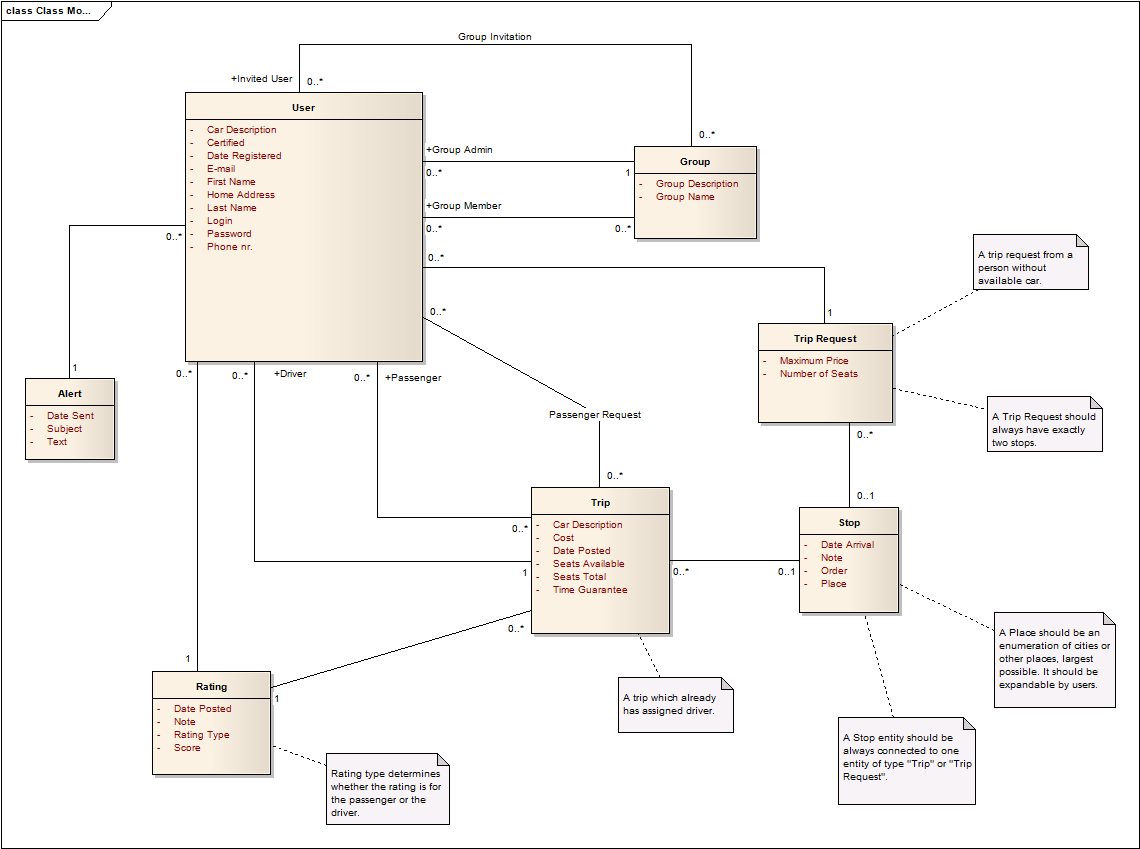 class Class Mo...
Group Invitation
+Invited User
0..*
0..*
User
- Car Description
- Certified
- Date Registered
- E-mail
- First Name
- Home Address
- Last Name
- Login
- Password
- Phone nr.
+Group Admin
0..*
1
+Group Member
0..*
0..*
Group
- Group Description
- Group Name
0..*
0..*
1
A trip request from a
person without
available car.
0..*
1
Trip Request
- Maximum Price
- Number of Seats
A Trip Request should
always have exactly
two stops.
Alert
- Date Sent
- Subject
- Text
0..*
0..*
+Driver
0..*
+Passenger
Passenger Request
0..*
0..*
0..1
Trip
- Car Description
- Cost
- Date Posted
- Seats Available
- Seats Total
- Time Guarantee
0..*
1
0..*
0..*
0..1
Stop
- Date Arrival
- Note
- Order
- Place
A Place should be an
enumeration of cities or
other places, largest
possible. It should be
expandable by users.
1
1
Rating
- Date Posted
- Note
- Rating Type
- Score
A trip which already
has assigned driver.
A Stop entity should be
always connected to one
entity of type "Trip" or "Trip
Request".
Rating type determines
whether the rating is for
the passenger or the
driver.